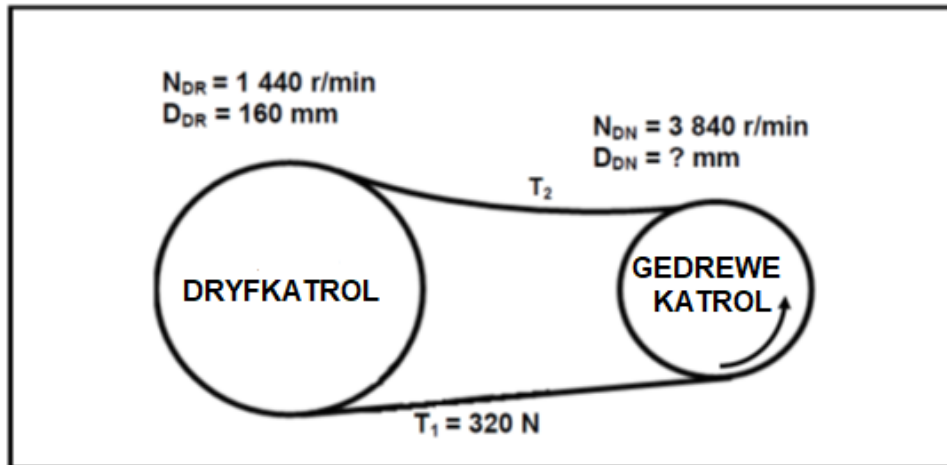 N_DR = 1 440 r/min
D_DR = 160 mm
N_DN = 3 840 r/min
D_DN = ? mm
T₂
DRYFKATROL
GEDREWE
KATROL
T₁ = 320 N